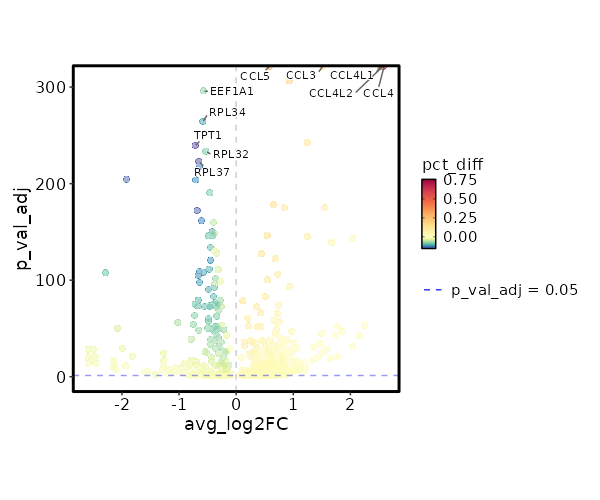 CCL5
CCL3
CCL4L1
CCL4L2
CCL4
EEF1A1
RPL34
TPT1
RPL32
RPL37
300
200
100
0
p_val_adj
-2
-1
0
1
2
avg_log2FC
pct_diff
0.75
0.50
0.25
0.00
p_val_adj = 0.05